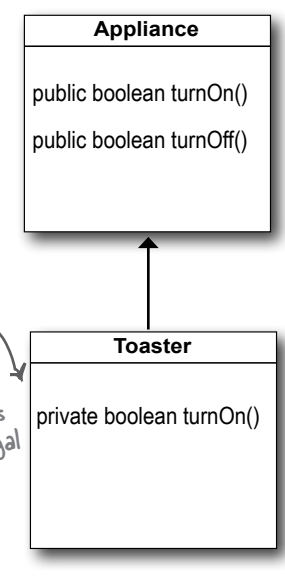 Appliance
public boolean turnOn()
public boolean turnOff()
Toaster
private boolean turnOn()